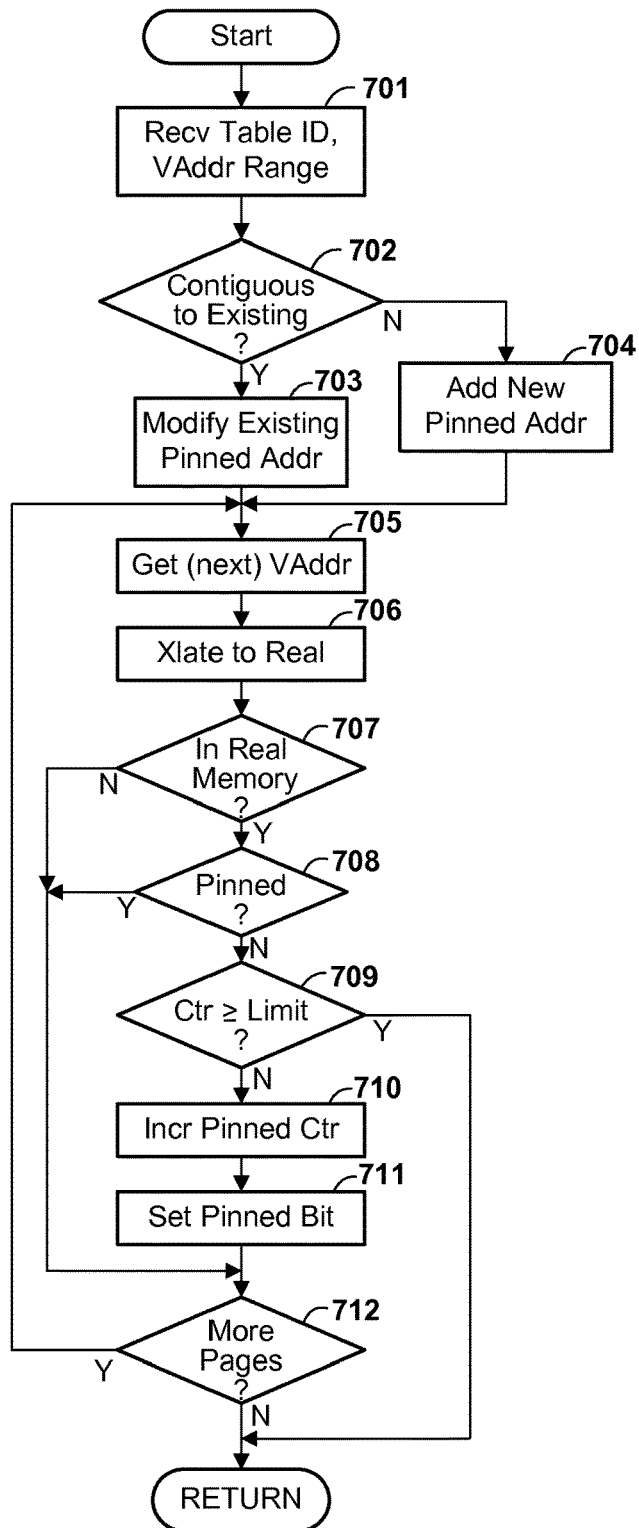 Start
701
Recv Table ID,
VAddr Range
702
Contiguous
to Existing
?
N
Y
703
Modify Existing
Pinned Addr
704
Add New
Pinned Addr
705
Get (next) VAddr
706
Xlate to Real
707
In Real
Memory
?
N
Y
708
Pinned
?
Y
N
709
Ctr ≥ Limit
?
Y
N
710
Incr Pinned Ctr
711
Set Pinned Bit
712
More
Pages
?
Y
N
RETURN